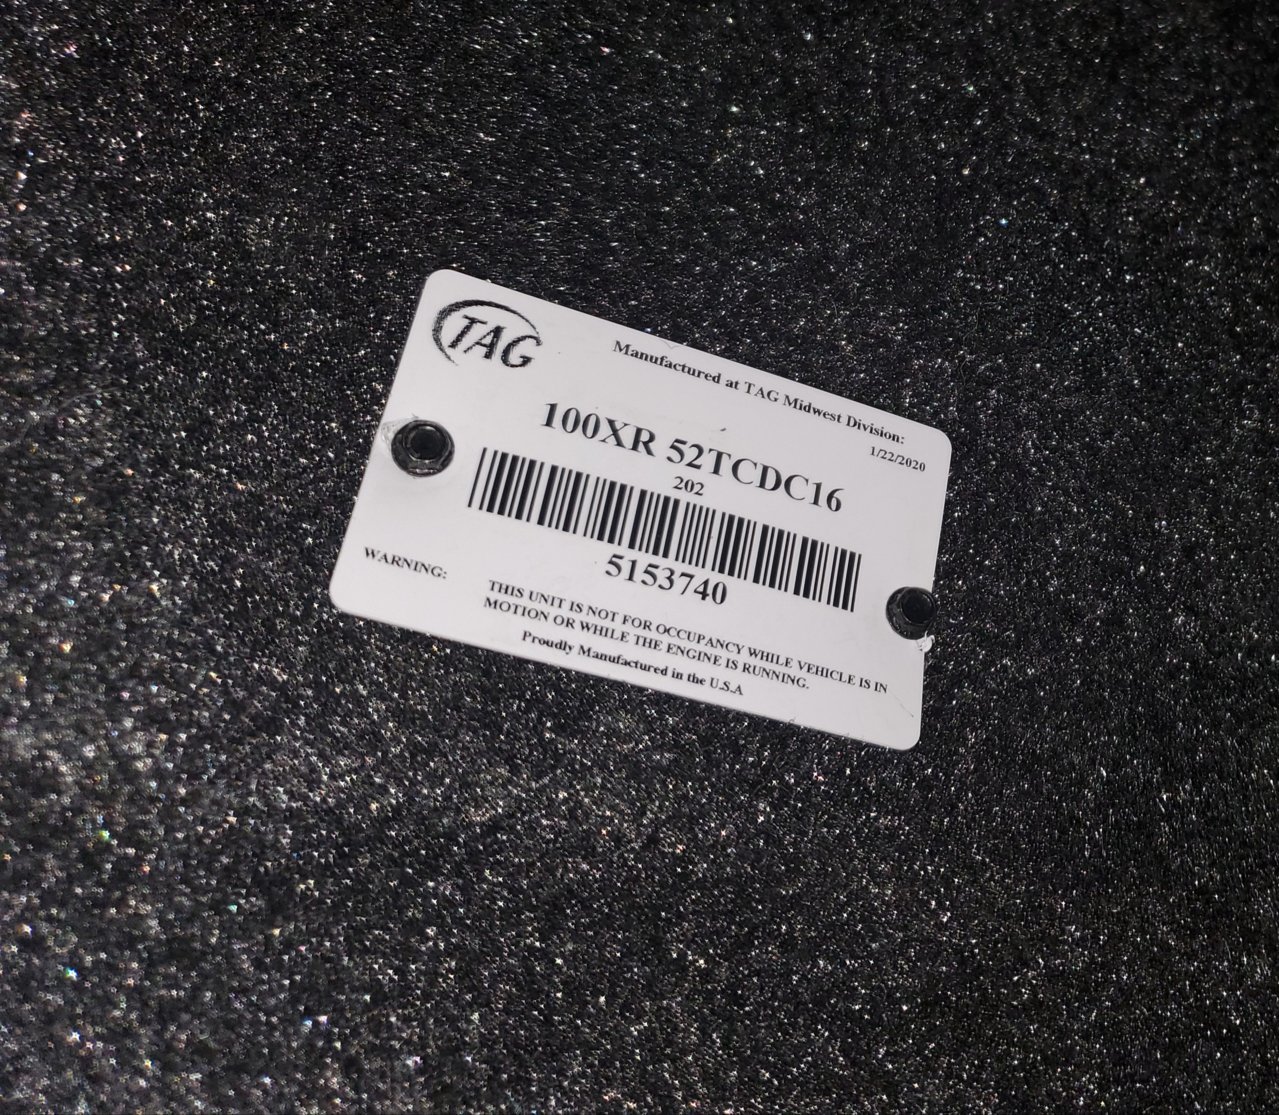 TAG
Manufactured at TAG Midwest Division:
1/22/2020
100XR 52TCDC16
202
5153740
WARNING:
THIS UNIT IS NOT FOR OCCUPANCY WHILE VEHICLE IS IN
MOTION OR WHILE THE ENGINE IS RUNNING.
Proudly Manufactured in the U.S.A